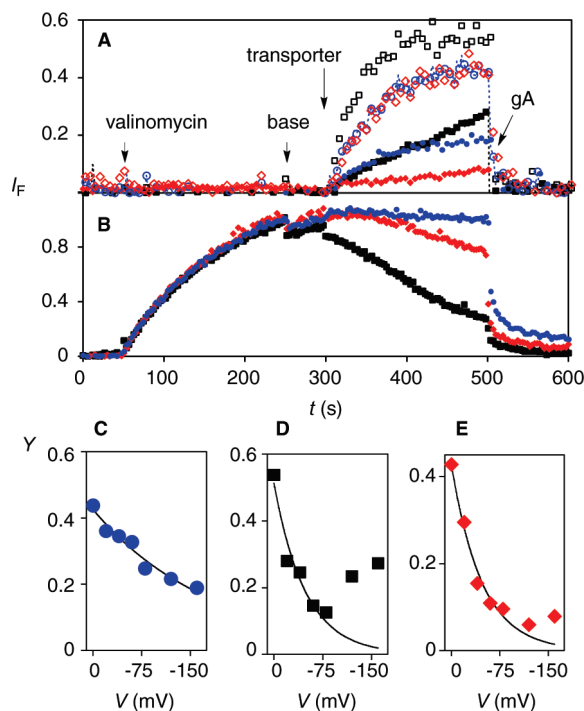 0.6
A
transporter
0.4
gA
valinomycin
base
0.2
I_F
B
0.8
0.4
0
0 100 200 300 400 500 600
t (s)
Y C D E
0.6 0.6 0.6
0.4 0.4 0.4
0.2 0.2 0.2
0 0 0
0 -75 -150 0 -75 -150 0 -75 -150
V (mV) V (mV) V (mV)